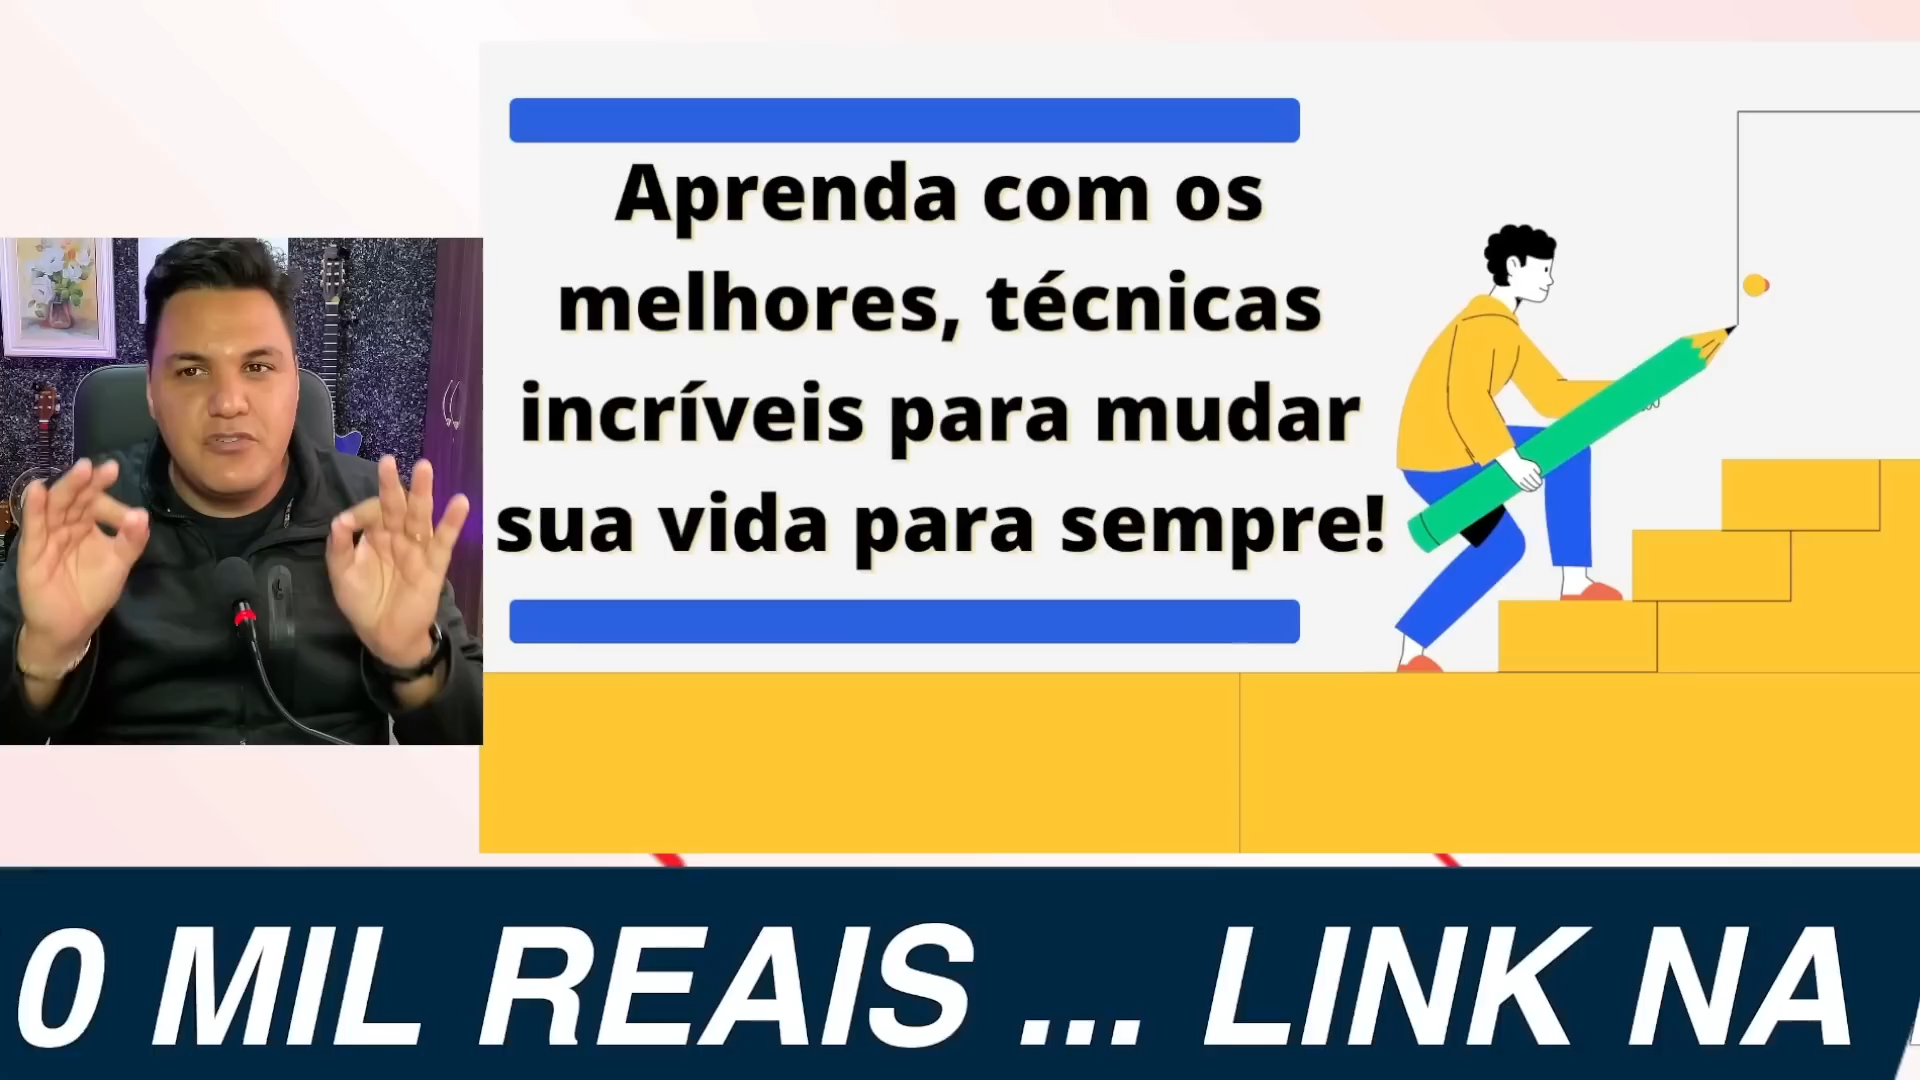 Aprenda com os
melhores, técnicas
incríveis para mudar
sua vida para sempre!
0 MIL REAIS ... LINK NA